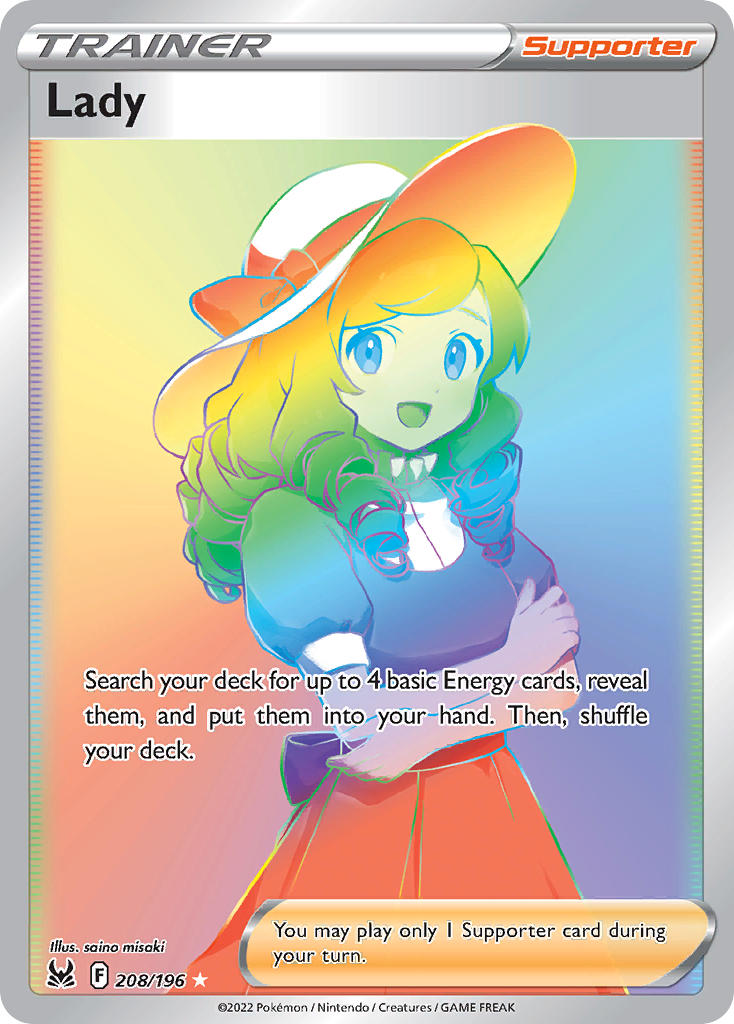 TRAINER
Supporter
Lady
Search your deck for up to 4 basic Energy cards, reveal
them, and put them into your hand. Then, shuffle
your deck.
You may play only 1 Supporter card during
your turn.
Illus. saino misaki
F 208/196 ★
©2022 Pokémon / Nintendo / Creatures / GAME FREAK